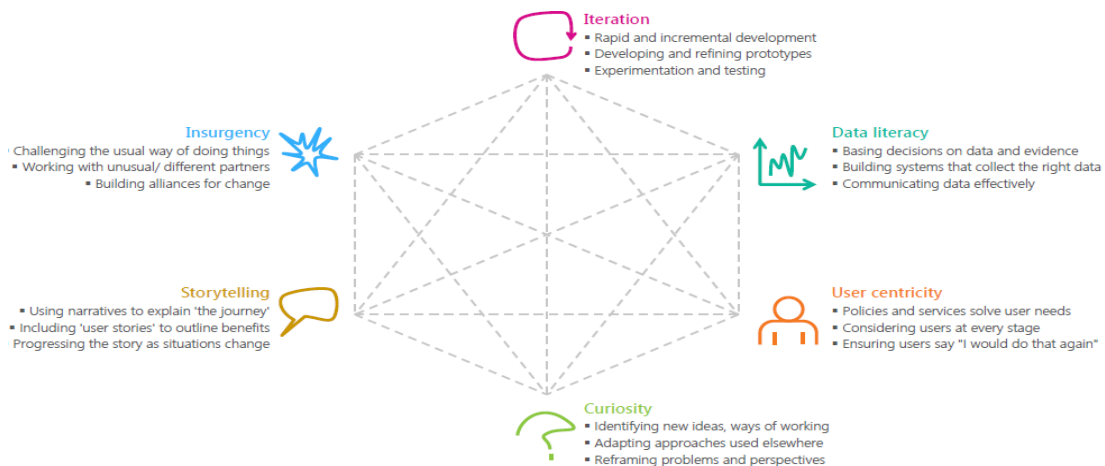 Iteration
▪ Rapid and incremental development
▪ Developing and refining prototypes
▪ Experimentation and testing
Insurgency
Challenging the usual way of doing things
▪ Working with unusual/ different partners
▪ Building alliances for change
Data literacy
▪ Basing decisions on data and evidence
▪ Building systems that collect the right data
▪ Communicating data effectively
Storytelling
▪ Using narratives to explain 'the journey'
▪ Including 'user stories' to outline benefits
Progressing the story as situations change
User centricity
▪ Policies and services solve user needs
▪ Considering users at every stage
▪ Ensuring users say "I would do that again"
Curiosity
▪ Identifying new ideas, ways of working
▪ Adapting approaches used elsewhere
▪ Reframing problems and perspectives